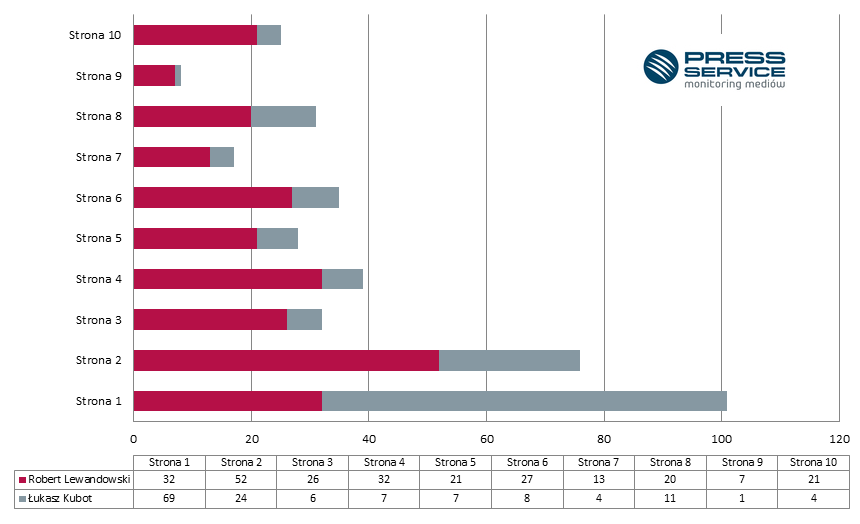 Strona 10
Strona 9
Strona 8
Strona 7
Strona 6
Strona 5
Strona 4
Strona 3
Strona 2
Strona 1
PRESS
SERVICE
monitoring mediów
0 20 40 60 80 100 120
Strona 1 Strona 2 Strona 3 Strona 4 Strona 5 Strona 6 Strona 7 Strona 8 Strona 9 Strona 10
Robert Lewandowski 32 52 26 32 21 27 13 20 7 21
Łukasz Kubot 69 24 6 7 7 8 4 11 1 4